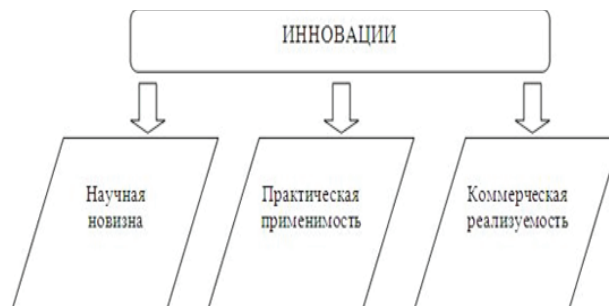 ИННОВАЦИИ
Научная
новизна
Практическая
применимость
Коммерческая
реализуемость